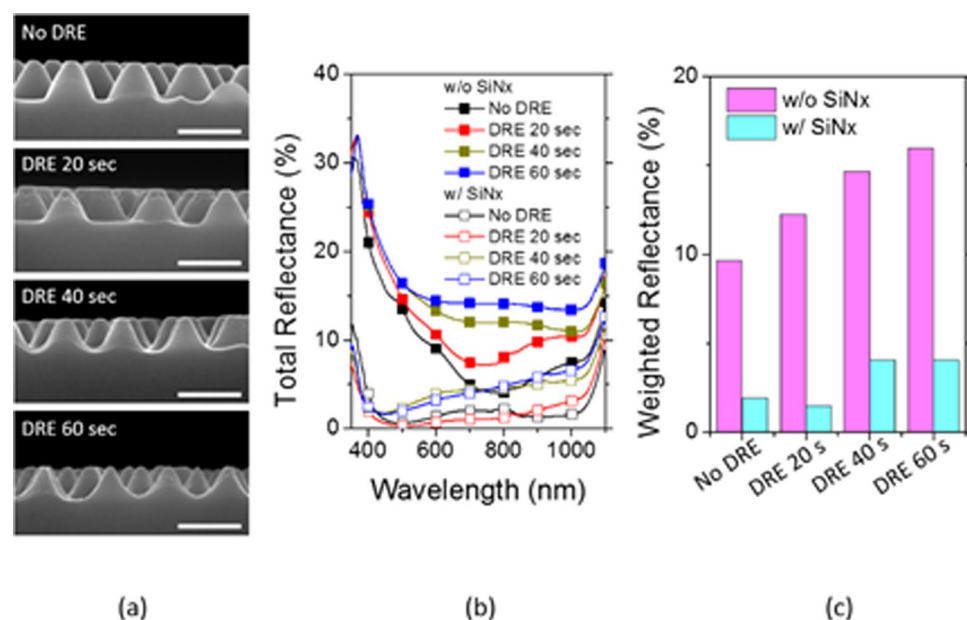 No DRE
DRE 20 sec
DRE 40 sec
DRE 60 sec
(a)
40
30
20
10
0
Total Reflectance (%)
w/o SiNx
No DRE
DRE 20 sec
DRE 40 sec
DRE 60 sec
w/ SiNx
No DRE
DRE 20 sec
DRE 40 sec
DRE 60 sec
400 600 800 1000
Wavelength (nm)
(b)
20
10
0
Weighted Reflectance (%)
w/o SiNx
w/ SiNx
No DRE
DRE 20 s
DRE 40 s
DRE 60 s
(c)